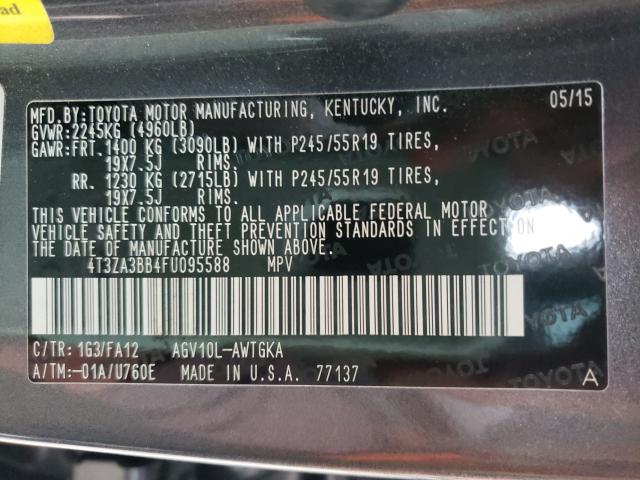 ad
MFD.BY:TOYOTA MOTOR MANUFACTURING, KENTUCKY, INC. 05/15
GVWR:2245KG (4960LB)
GAWR:FRT.1400 KG (3090LB) WITH P245/55R19 TIRES,
19X7.5J RIMS.
RR. 1230 KG (2715LB) WITH P245/55R19 TIRES,
19X7.5J RIMS.
THIS VEHICLE CONFORMS TO ALL APPLICABLE FEDERAL MOTOR
VEHICLE SAFETY AND THEFT PREVENTION STANDARDS IN EFFECT ON
THE DATE OF MANUFACTURE SHOWN ABOVE.
4T3ZA3BB4FU095588 MPV
C/TR: 1G3/FA12 AGV10L-AWTGKA
A/TM:-01A/U760E MADE IN U.S.A. 77137 A